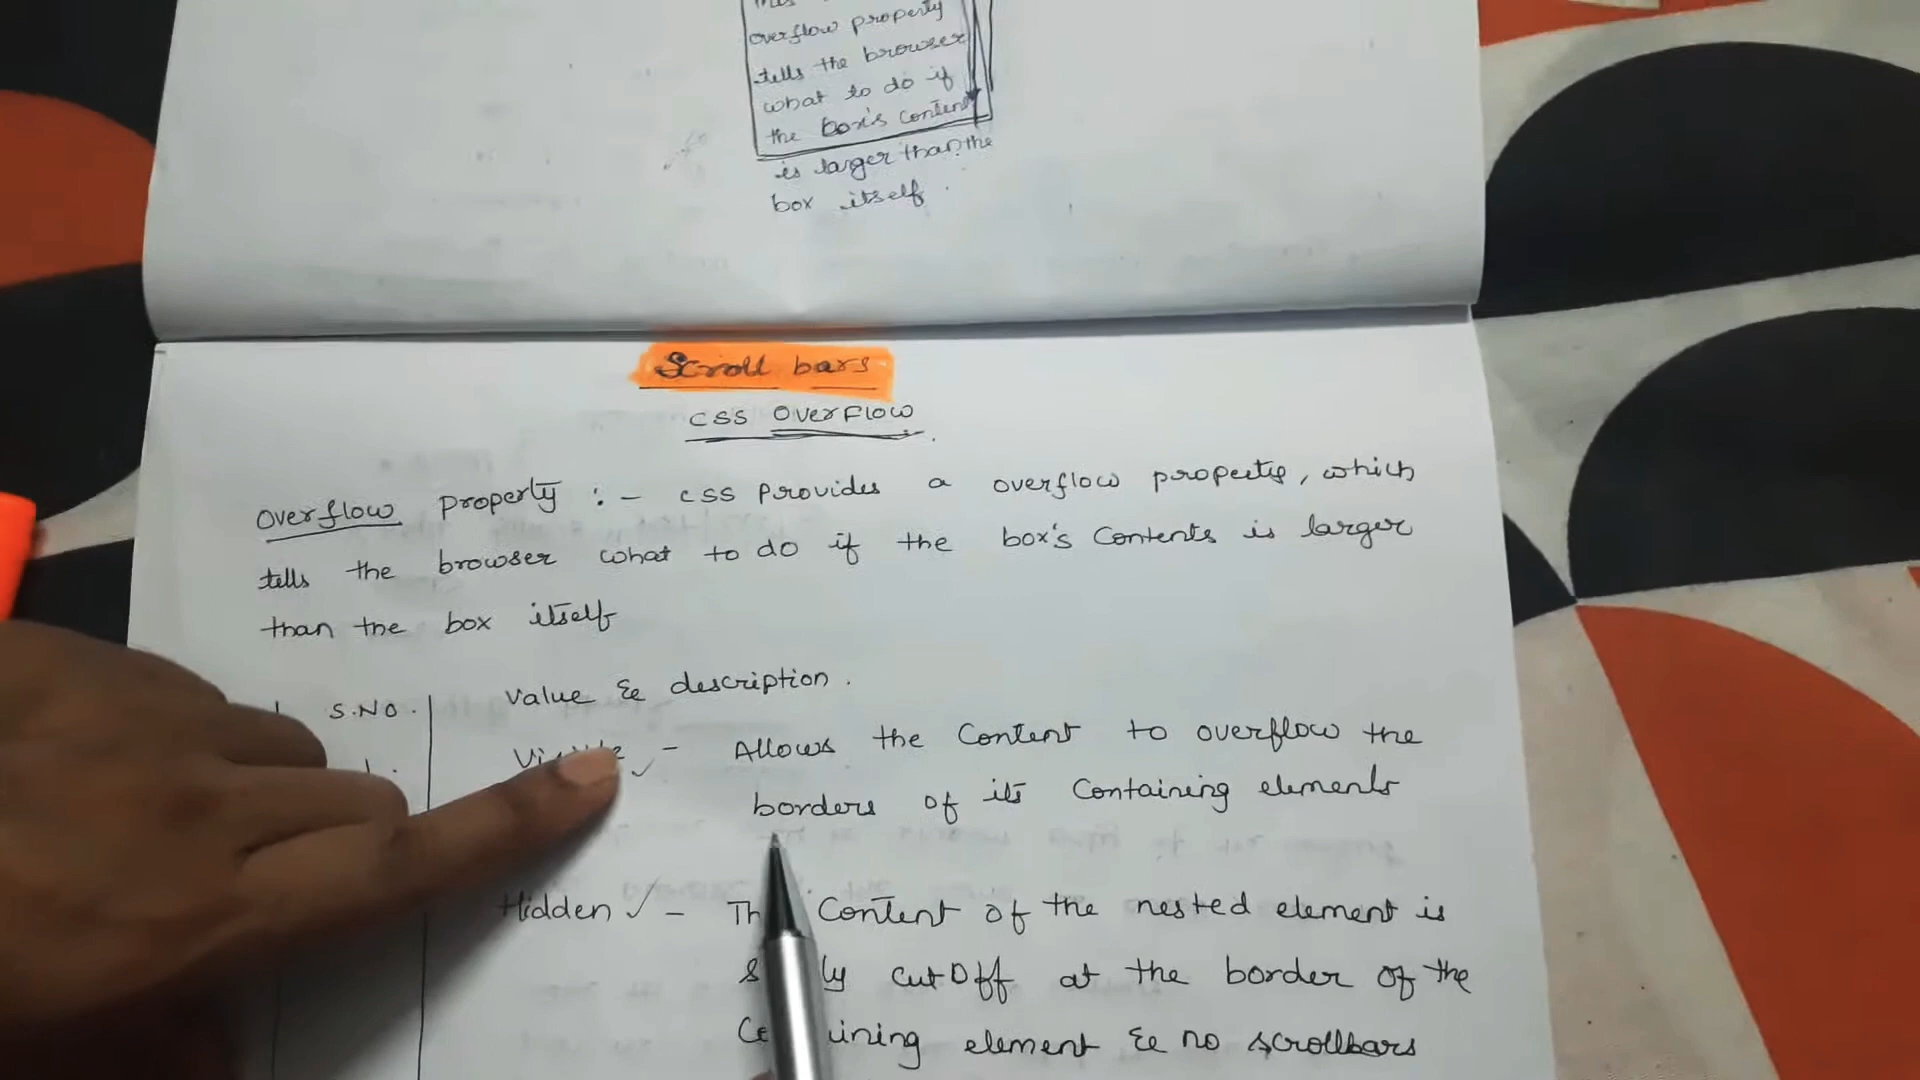 overflow property
tells the browser
what to do if
the box's content
is larger than the
box itself.
Scroll bars
CSS OverFlow
Overflow property :- CSS Provides a overflow property, which
tells the browser what to do if the box's Contents is larger
than the box itself
S.NO. Value & description.
1. - Allows the Content to overflow the
borders of its Containing elements
Hidden ✓ - Content of the nested element is
cut Off at the border of the
element & no scrollbars